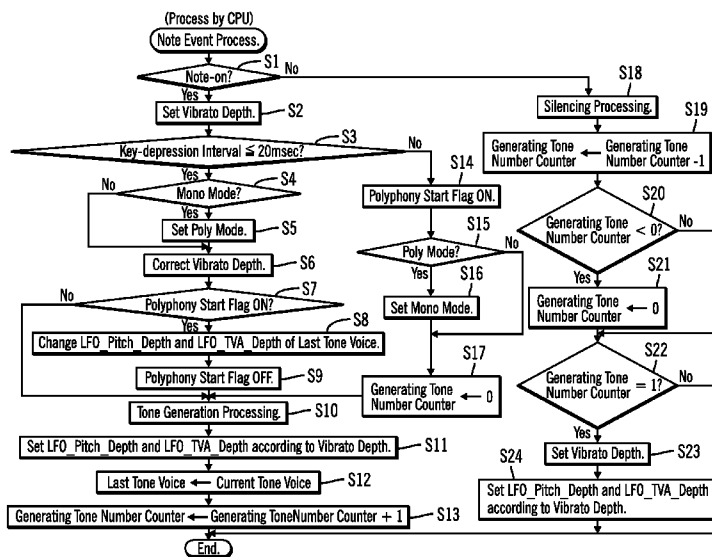 (Process by CPU)
Note Event Process.
S1
Note-on?
No
Yes
Set Vibrato Depth.
S2
S3
Key-depression Interval ≦ 20msec?
No
Yes
S4
No
Mono Mode?
Yes
Set Poly Mode.
S5
Correct Vibrato Depth.
S6
S7
No
Polyphony Start Flag ON?
Yes
S8
Change LFO_Pitch_Depth and LFO_TVA_Depth of Last Tone Voice.
Polyphony Start Flag OFF.
S9
Tone Generation Processing.
S10
Set LFO_Pitch_Depth and LFO_TVA_Depth according to Vibrato Depth.
S11
Last Tone Voice ← Current Tone Voice
S12
Generating Tone Number Counter ← Generating ToneNumber Counter + 1
S13
End.
S14
Polyphony Start Flag ON.
S15
Poly Mode?
No
Yes
S16
Set Mono Mode.
S17
Generating Tone
Number Counter ← 0
S18
Silencing Processing.
S19
Generating Tone Number Counter ← Generating Tone Number Counter -1
S20
Generating Tone
Number Counter < 0?
No
Yes
S21
Generating Tone
Number Counter ← 0
S22
Generating Tone
Number Counter = 1?
No
Yes
Set Vibrato Depth.
S23
S24
Set LFO_Pitch_Depth and LFO_TVA_Depth
according to Vibrato Depth.